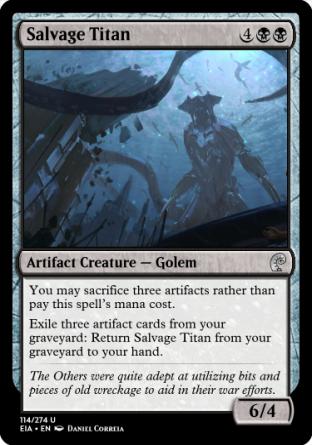 Salvage Titan 4
Artifact Creature — Golem
You may sacrifice three artifacts rather than
pay this spell's mana cost.
Exile three artifact cards from your
graveyard: Return Salvage Titan from your
graveyard to your hand.
The Others were quite adept at utilizing bits and
pieces of old wreckage to aid in their war efforts.
6/4
114/274 U
EIA • EN Daniel Correia